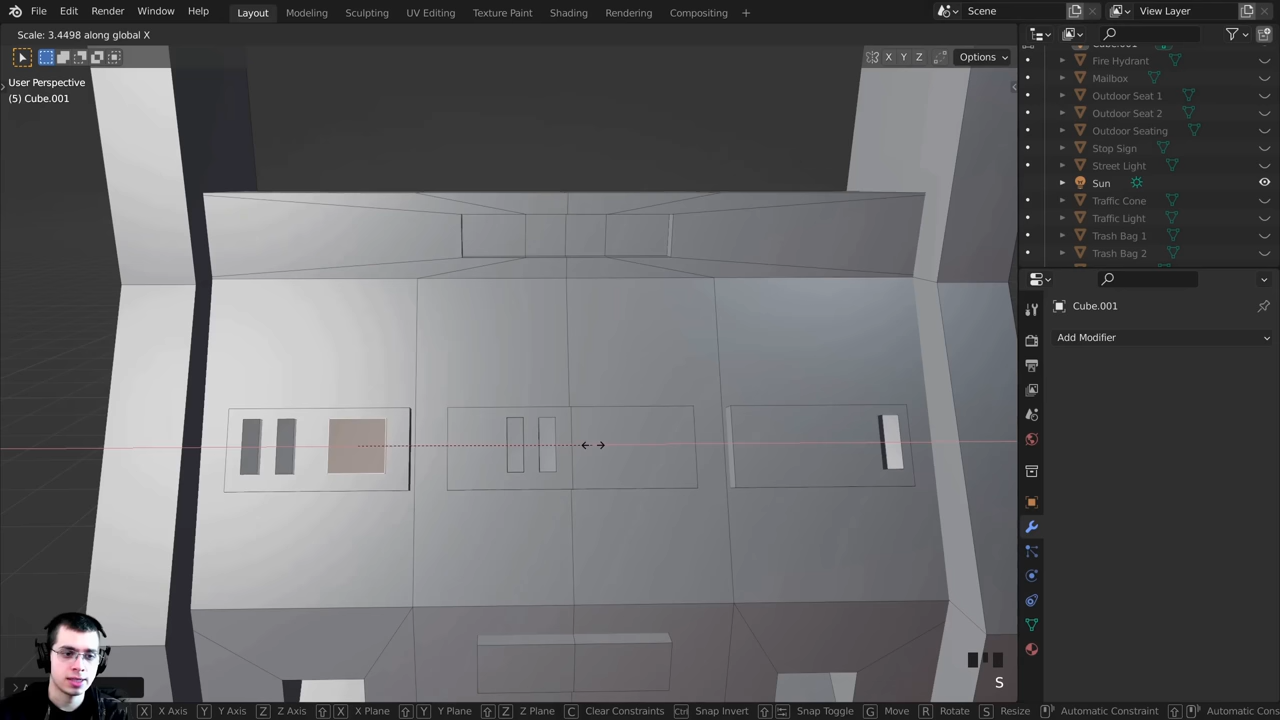 File Edit Render Window Help Layout Modeling Sculpting UV Editing Texture Paint Shading Rendering Compositing + Scene View Layer
Scale: 3.4498 along global X
X Y Z Options
User Perspective
(5) Cube.001
Fire Hydrant
Mailbox
Outdoor Seat 1
Outdoor Seat 2
Outdoor Seating
Stop Sign
Street Light
Sun
Traffic Cone
Traffic Light
Trash Bag 1
Trash Bag 2
Cube.001
Add Modifier
S
X X Axis Y Y Axis Z Z Axis X X Plane Y Y Plane Z Z Plane C Clear Constraints Ctrl Snap Invert Snap Toggle G Move R Rotate S Resize Automatic Constraint Automatic Cons